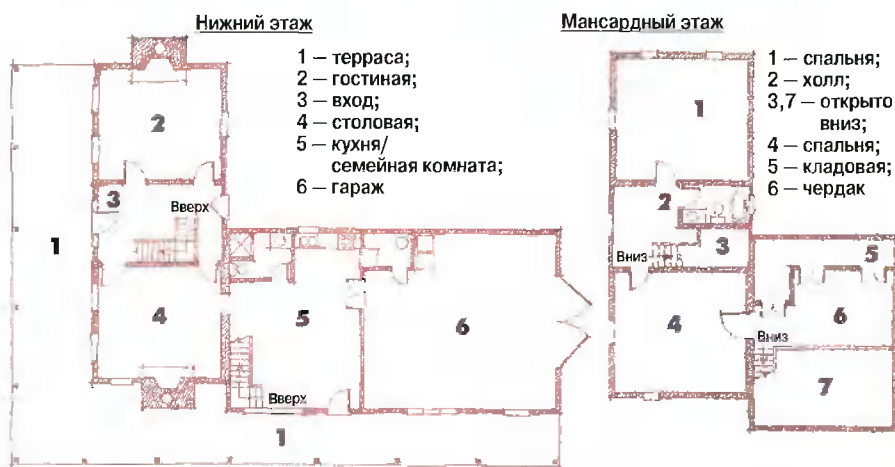 Нижний этаж
1 – терраса;
2 – гостиная;
3 – вход;
4 – столовая;
5 – кухня/
семейная комната;
6 – гараж
2
3
Вверх
1
4
5
6
Вверх
1
Мансардный этаж
1 – спальня;
2 – холл;
3,7 – открыто
вниз;
4 – спальня;
5 – кладовая;
6 – чердак
1
2
3
Вниз
5
4
6
Вниз
7